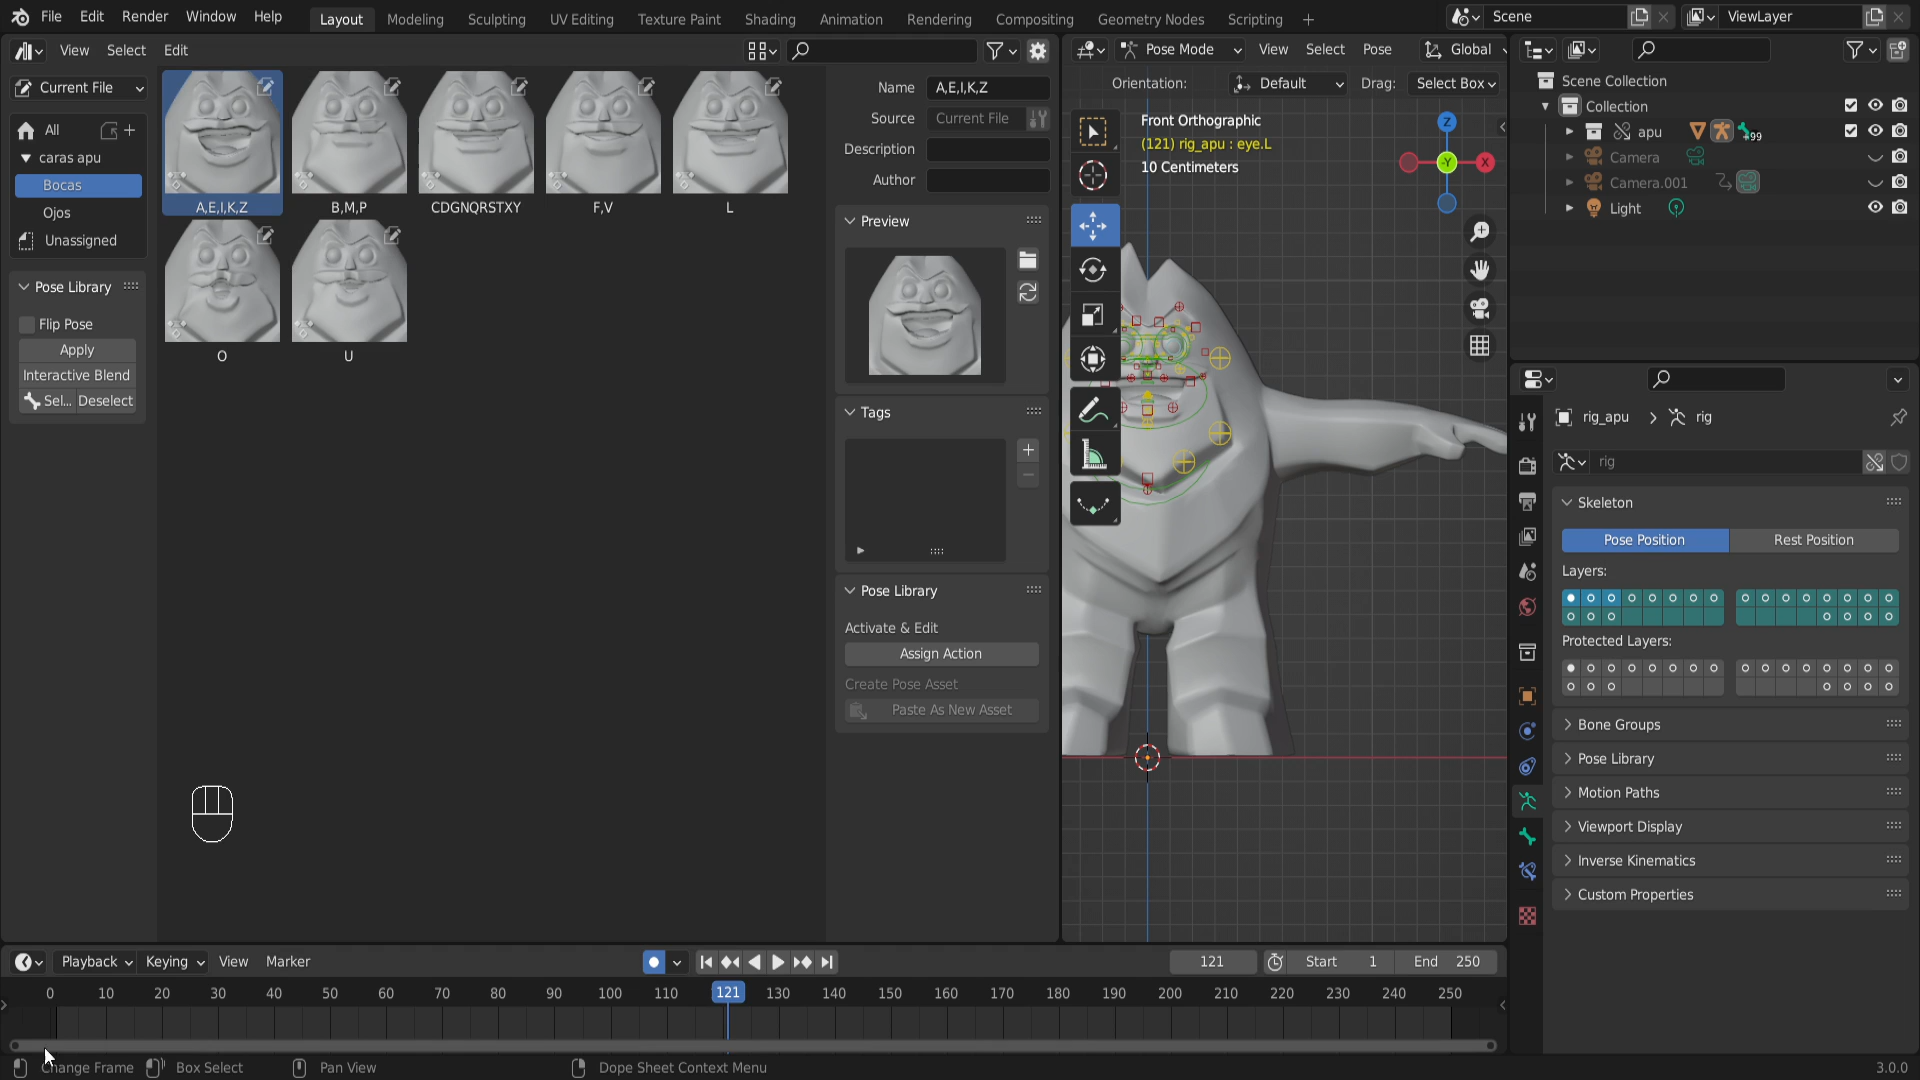 File Edit Render Window Help Layout Modeling Sculpting UV Editing Texture Paint Shading Animation Rendering Compositing Geometry Nodes Scripting + Scene ViewLayer
View Select Edit
Pose Mode View Select Pose Global
Current File
All
caras apu
Bocas
Ojos
Unassigned
Pose Library
Flip Pose
Apply
Interactive Blend
Sel... Deselect
A,E,I,K,Z B,M,P CDGNQRSTXY F,V L
O U
Name A,E,I,K,Z
Source Current File
Description
Author
Preview
Tags
Pose Library
Activate & Edit
Assign Action
Create Pose Asset
Paste As New Asset
Orientation: Default Drag: Select Box
Front Orthographic
(121) rig_apu : eye.L
10 Centimeters
Z
-Y
X
Scene Collection
Collection
apu 99
Camera
Camera.001
Light
rig_apu rig
rig
Skeleton
Pose Position Rest Position
Layers:
Protected Layers:
Bone Groups
Pose Library
Motion Paths
Viewport Display
Inverse Kinematics
Custom Properties
Playback Keying View Marker 121 Start 1 End 250
0 10 20 30 40 50 60 70 80 90 100 110 121 130 140 150 160 170 180 190 200 210 220 230 240 250
Change Frame Box Select Pan View Dope Sheet Context Menu 3.0.0